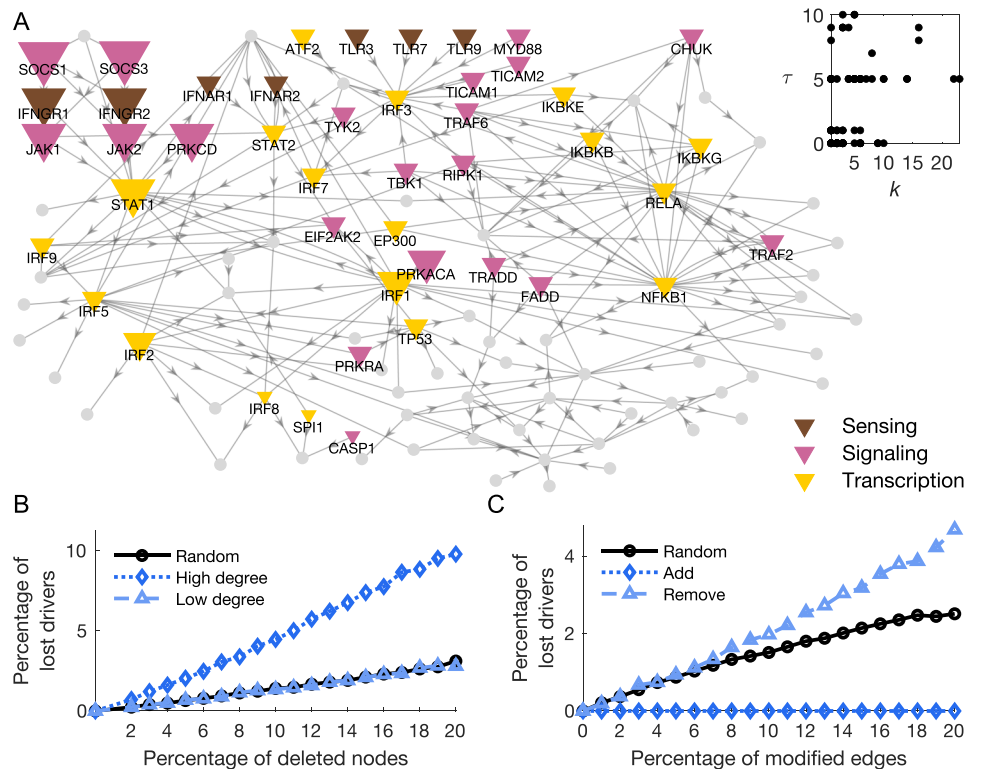 A
SOCS1
SOCS3
ATF2
TLR3
TLR7
TLR9
MYD88
CHUK
TICAM2
IFNGR1
IFNGR2
IFNAR1
IFNAR2
TICAM1
IRF3
IKBKE
TYK2
TRAF6
JAK1
JAK2
PRKCD
STAT2
IKBKB
IKBKG
IRF7
TBK1
RIPK1
STAT1
RELA
EIF2AK2
EP300
IRF9
TRAF2
PRKACA
TRADD
IRF1
FADD
NFKB1
IRF5
TP53
IRF2
PRKRA
IRF8
SPI1
CASP1
10
τ 5
0
5 10 15 20
k
Sensing
Signaling
Transcription
B
Percentage of
lost drivers
10
5
0
Random
High degree
Low degree
2 4 6 8 10 12 14 16 18 20
Percentage of deleted nodes
C
Percentage of
lost drivers
4
2
0
Random
Add
Remove
0 2 4 6 8 10 12 14 16 18 20
Percentage of modified edges